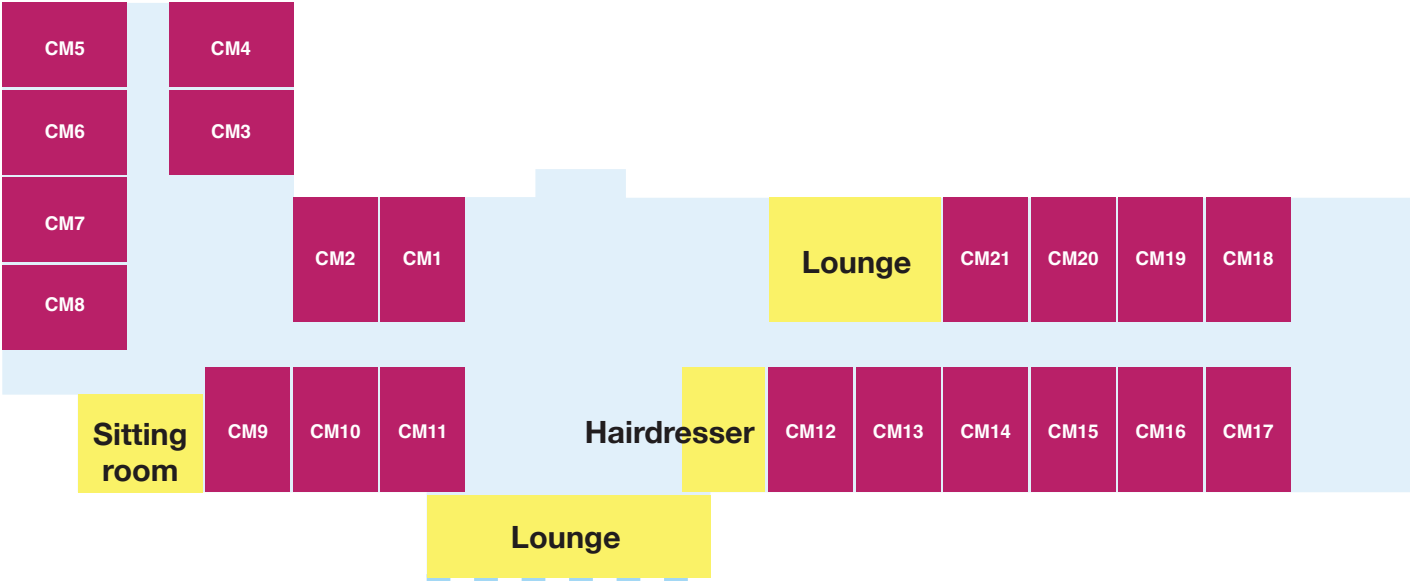 CM5
CM4
CM6
CM3
CM7
CM8
CM2
CM1
Lounge
CM21
CM20
CM19
CM18
Sitting
room
CM9
CM10
CM11
Hairdresser
CM12
CM13
CM14
CM15
CM16
CM17
Lounge